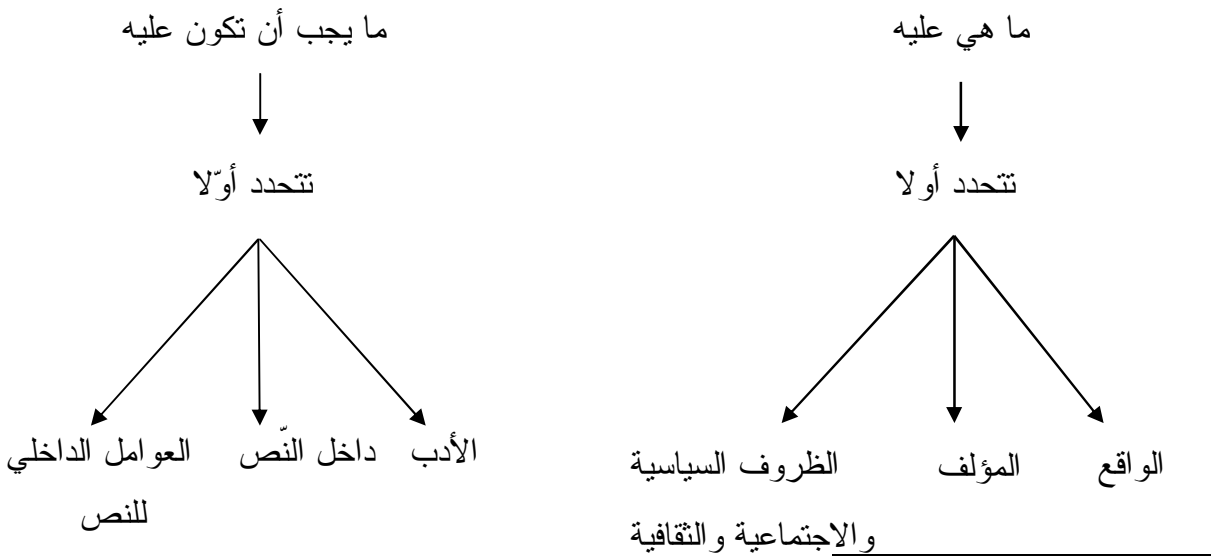 ما هي عليه
تتحدد أولا
الواقع
المؤلف
الظروف السياسية
والاجتماعية والثقافية
ما يجب أن تكون عليه
تتحدد أوّلا
الأدب
داخل النّص
العوامل الداخلي
للنص